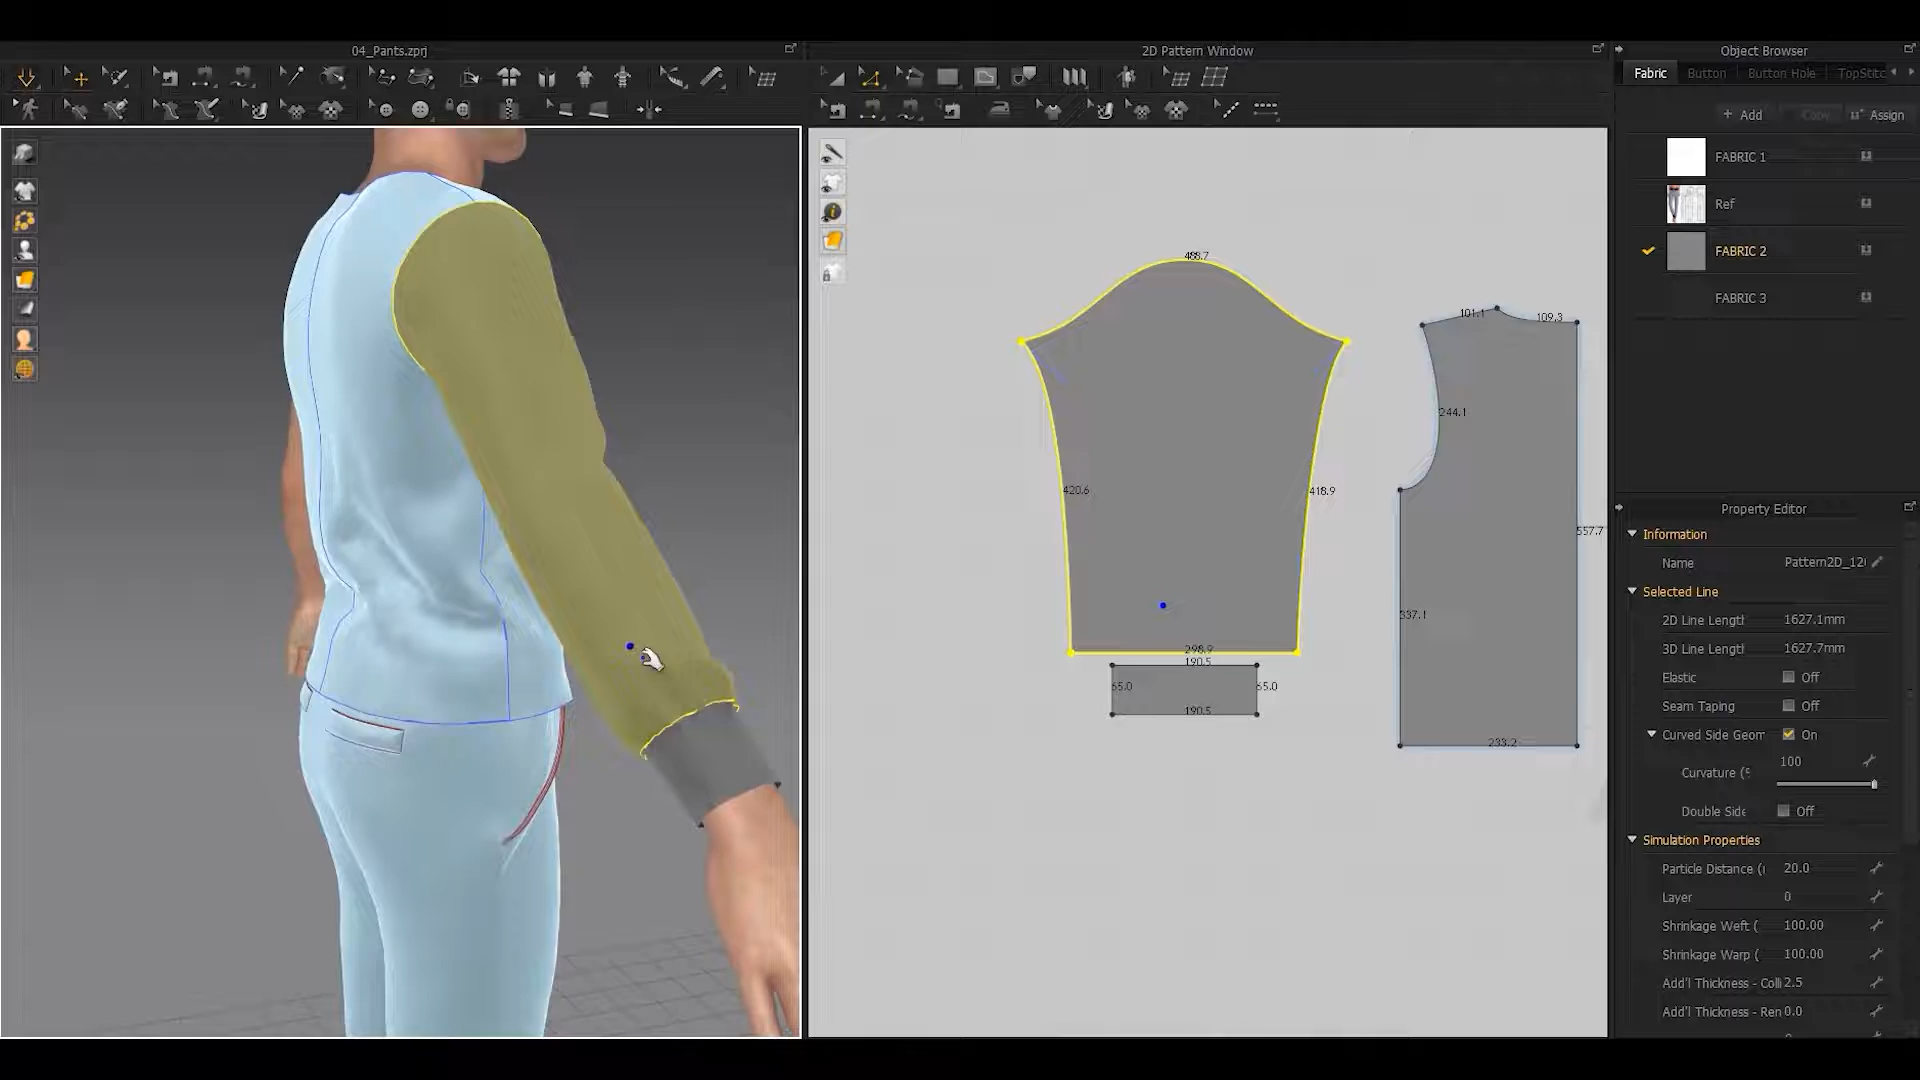 04_Pants.zprj
2D Pattern Window
Object Browser
Fabric
Button
Button Hole
TopStitc
+ Add
Copy
Assign
FABRIC 1
Ref
FABRIC 2
FABRIC 3
101.1
109.3
244.1
420.6
418.9
557.7
337.1
298.9
190.5
65.0
65.0
190.5
233.2
Property Editor
Information
Name Pattern2D_120
Selected Line
2D Line Lengtl 1627.1mm
3D Line Lengtl 1627.7mm
Elastic Off
Seam Taping Off
Curved Side Geom On
100
Curvature (%
Double Side Off
Simulation Properties
Particle Distance (r 20.0
Layer 0
Shrinkage Weft ( 100.00
Shrinkage Warp ( 100.00
Add'l Thickness - Colli 2.5
Add'l Thickness - Ren 0.0